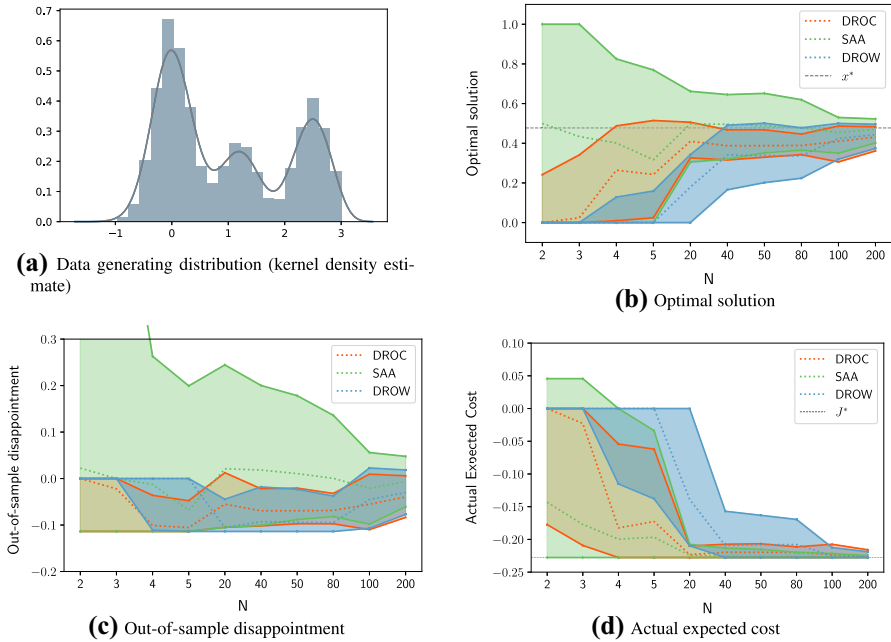 0.7
0.6
0.5
0.4
0.3
0.2
0.1
0.0
−1 0 1 2 3
(a) Data generating distribution (kernel density esti-
mate)
Optimal solution
1.0
0.8
0.6
0.4
0.2
0.0
DROC
SAA
DROW
x*
2 3 4 5 20 40 50 80 100 200
N
(b) Optimal solution
Out-of-sample disappointment
0.3
0.2
0.1
0.0
−0.1
−0.2
DROC
SAA
DROW
2 3 4 5 20 40 50 80 100 200
N
(c) Out-of-sample disappointment
Actual Expected Cost
0.10
0.05
0.00
−0.05
−0.10
−0.15
−0.20
−0.25
DROC
SAA
DROW
J*
2 3 4 5 20 40 50 80 100 200
N
(d) Actual expected cost